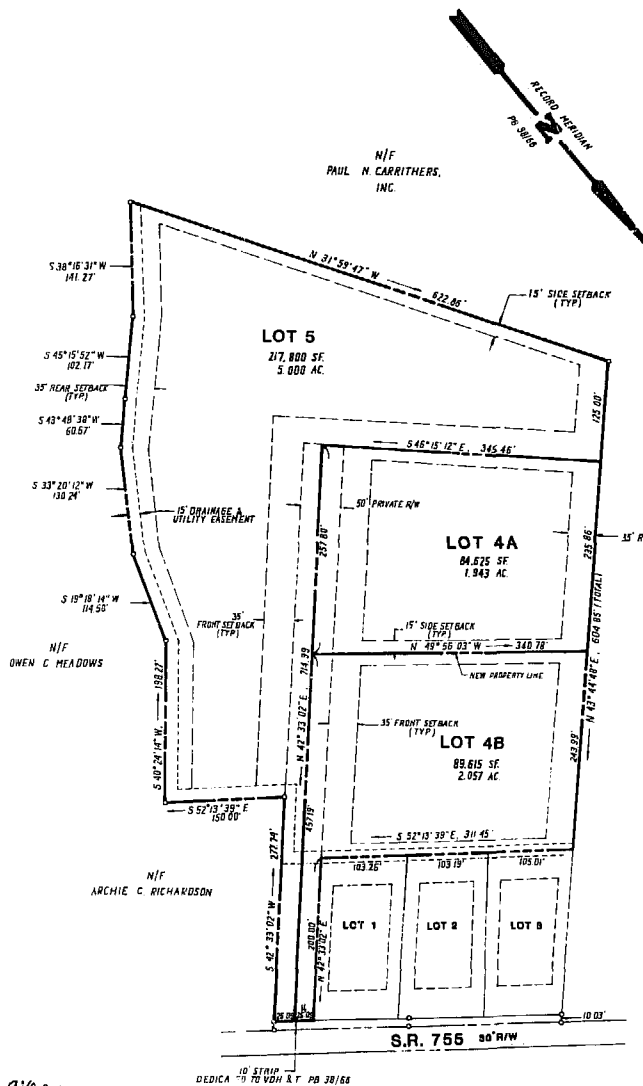 RECORD MERIDIAN
PB 38/66
N
N/F
PAUL N. CARRITHERS,
INC.
S 38°16'31" W
141.27'
N 31°59'47" W
622.86'
15' SIDE SETBACK
(TYP)
LOT 5
217,800 SF.
5.000 AC.
S 45°15'52" W
102.17'
35' REAR SETBACK
(TYP)
S 43°48'38" W
60.67'
125.00'
S 46°15'12" E, 345.46'
S 33°20'12" W
130.24'
15' DRAINAGE &
UTILITY EASEMENT
50' PRIVATE R/W
257.80'
LOT 4A
84,625 SF.
1.943 AC.
235.86'
35' R
S 19°18'14" W
114.50'
35'
FRONT SETBACK
(TYP)
15' SIDE SETBACK
(TYP)
N 49°56'03" W
340.78'
NEW PROPERTY LINE
N 43°44'48" E, 604.85' (TOTAL)
N/F
OWEN C MEADOWS
198.27'
S 40°24'14" W,
N 42°33'02" E, 714.99'
35' FRONT SETBACK
(TYP)
LOT 4B
89,615 SF.
2.057 AC.
243.99'
457.19'
S 52°13'39" E
150.00'
S 52°13'39" E, 311.45'
103.26'
103.19'
105.01'
N/F
ARCHIE C. RICHARDSON
277.74'
S 42°33'02" W
200.00'
N 42°33'02" E
LOT 1
LOT 2
LOT 3
10.03'
S.R. 755
R/W
10' STRIP
TO VDH & T PB 38/66